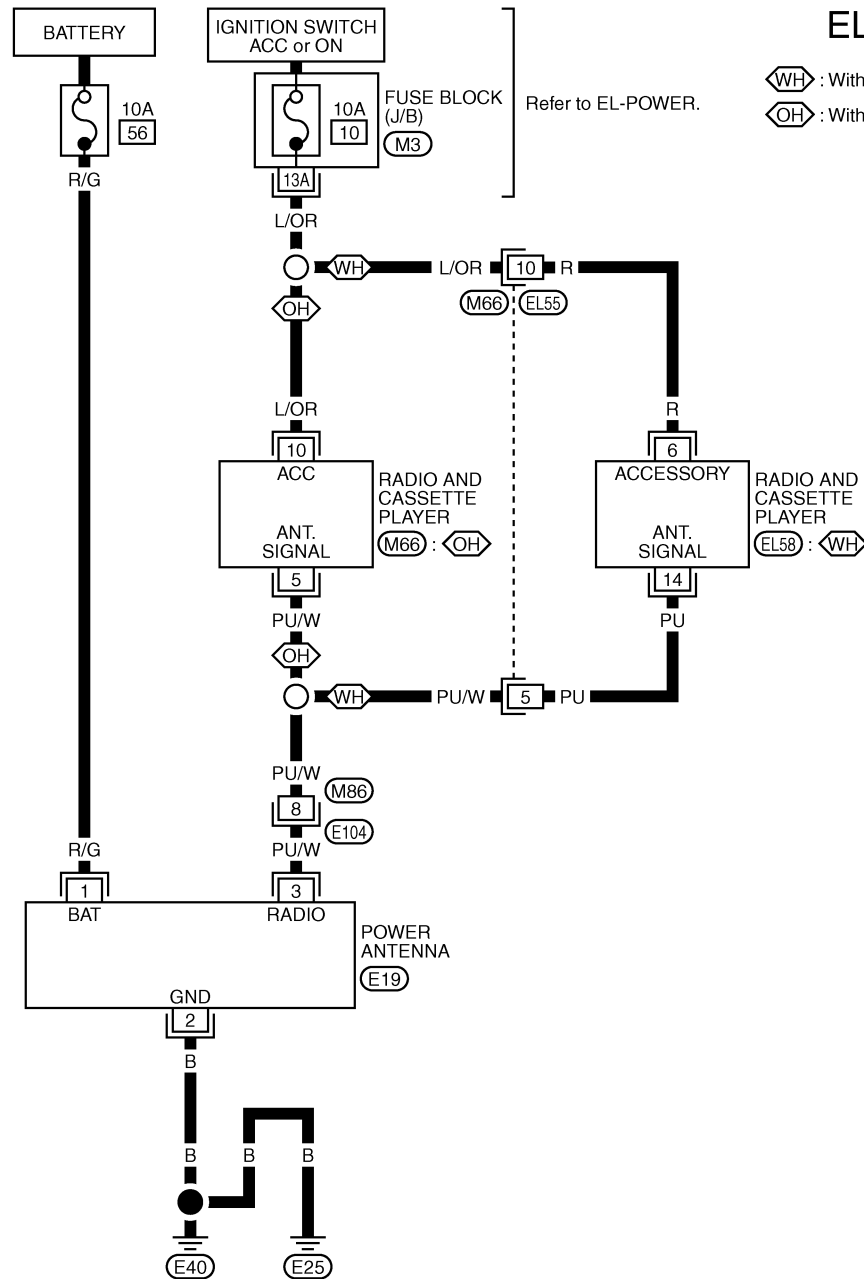 EL
BATTERY
IGNITION SWITCH
ACC or ON
WH : With
OH : With
10A
56
10A
10
FUSE BLOCK
(J/B)
M3
Refer to EL-POWER.
R/G
13A
L/OR
WH
L/OR
10
R
OH
M66
EL55
L/OR
R
10
6
ACC
ACCESSORY
RADIO AND
CASSETTE
PLAYER
M66 : OH
RADIO AND
CASSETTE
PLAYER
EL58 : WH
ANT.
SIGNAL
ANT.
SIGNAL
5
14
PU/W
PU
OH
WH
PU/W
5
PU
PU/W
M86
8
E104
R/G
PU/W
1
3
BAT
RADIO
POWER
ANTENNA
E19
GND
2
B
B
B
B
E40
E25